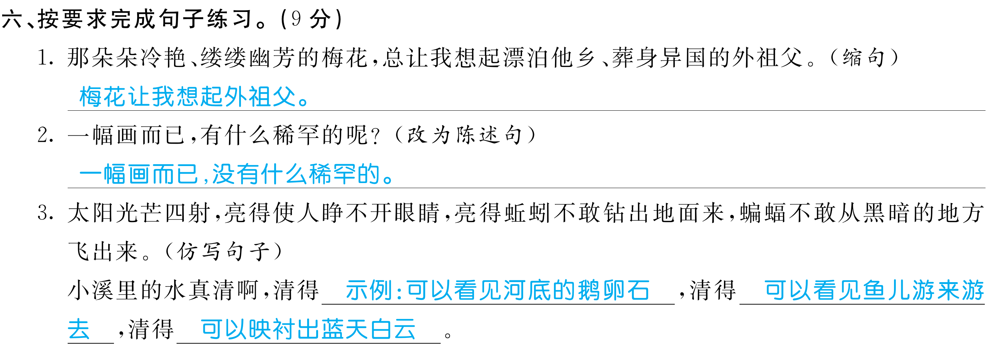 六、按要求完成句子练习。(9 分)
1. 那朵朵冷艳、缕缕幽芳的梅花,总让我想起漂泊他乡、葬身异国的外祖父。(缩句)
梅花让我想起外祖父。
2. 一幅画而已,有什么稀罕的呢?(改为陈述句)
一幅画而已,没有什么稀罕的。
3. 太阳光芒四射,亮得使人睁不开眼睛,亮得蚯蚓不敢钻出地面来,蝙蝠不敢从黑暗的地方
飞出来。(仿写句子)
小溪里的水真清啊,清得 示例:可以看见河底的鹅卵石 ,清得 可以看见鱼儿游来游
去 ,清得 可以映衬出蓝天白云 。